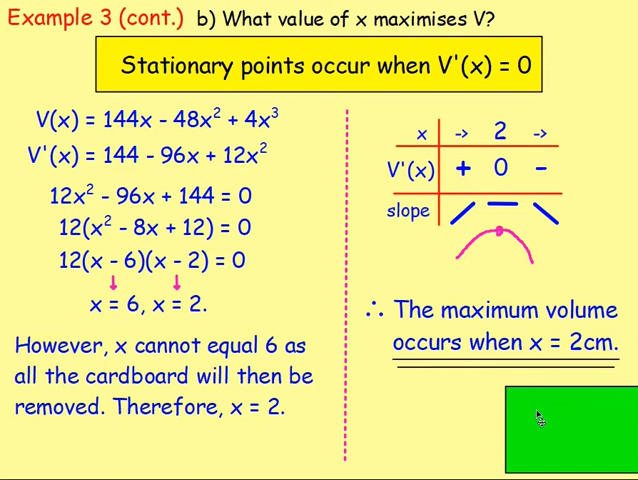 Example 3 (cont.) b) What value of x maximises V?
Stationary points occur when V'(x) = 0
V(x) = 144x - 48x² + 4x³
V'(x) = 144 - 96x + 12x²
12x² - 96x + 144 = 0
12(x² - 8x + 12) = 0
12(x - 6)(x - 2) = 0
x = 6, x = 2.
However, x cannot equal 6 as
all the cardboard will then be
removed. Therefore, x = 2.
x -> 2 ->
V'(x) + 0 -
slope
∴ The maximum volume
occurs when x = 2cm.